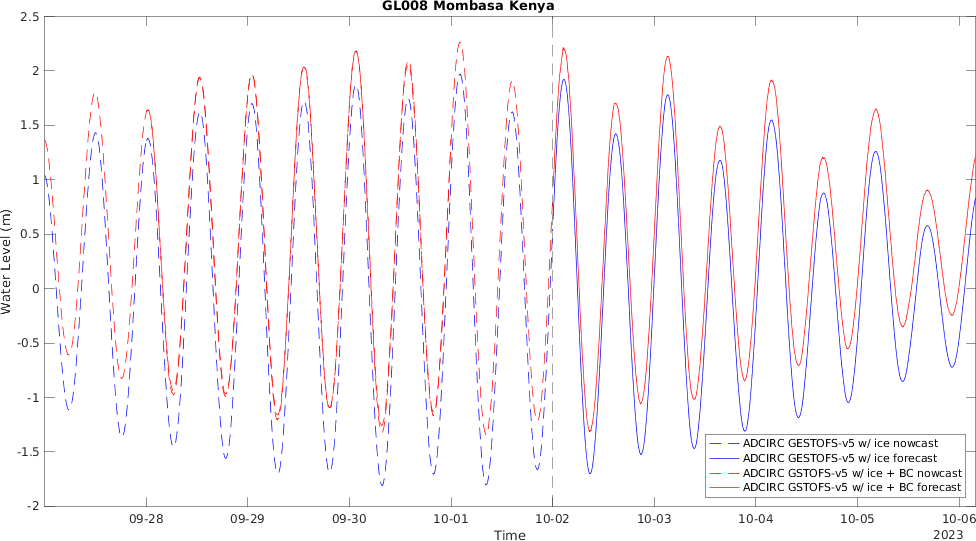 GL008 Mombasa Kenya
2.5
2
1.5
1
0.5
0
-0.5
-1
-1.5
-2
Water Level (m)
ADCIRC GESTOFS-v5 w/ ice nowcast
ADCIRC GESTOFS-v5 w/ ice forecast
ADCIRC GSTOFS-v5 w/ ice + BC nowcast
ADCIRC GSTOFS-v5 w/ ice + BC forecast
09-28 09-29 09-30 10-01 10-02 10-03 10-04 10-05 10-06
Time
2023